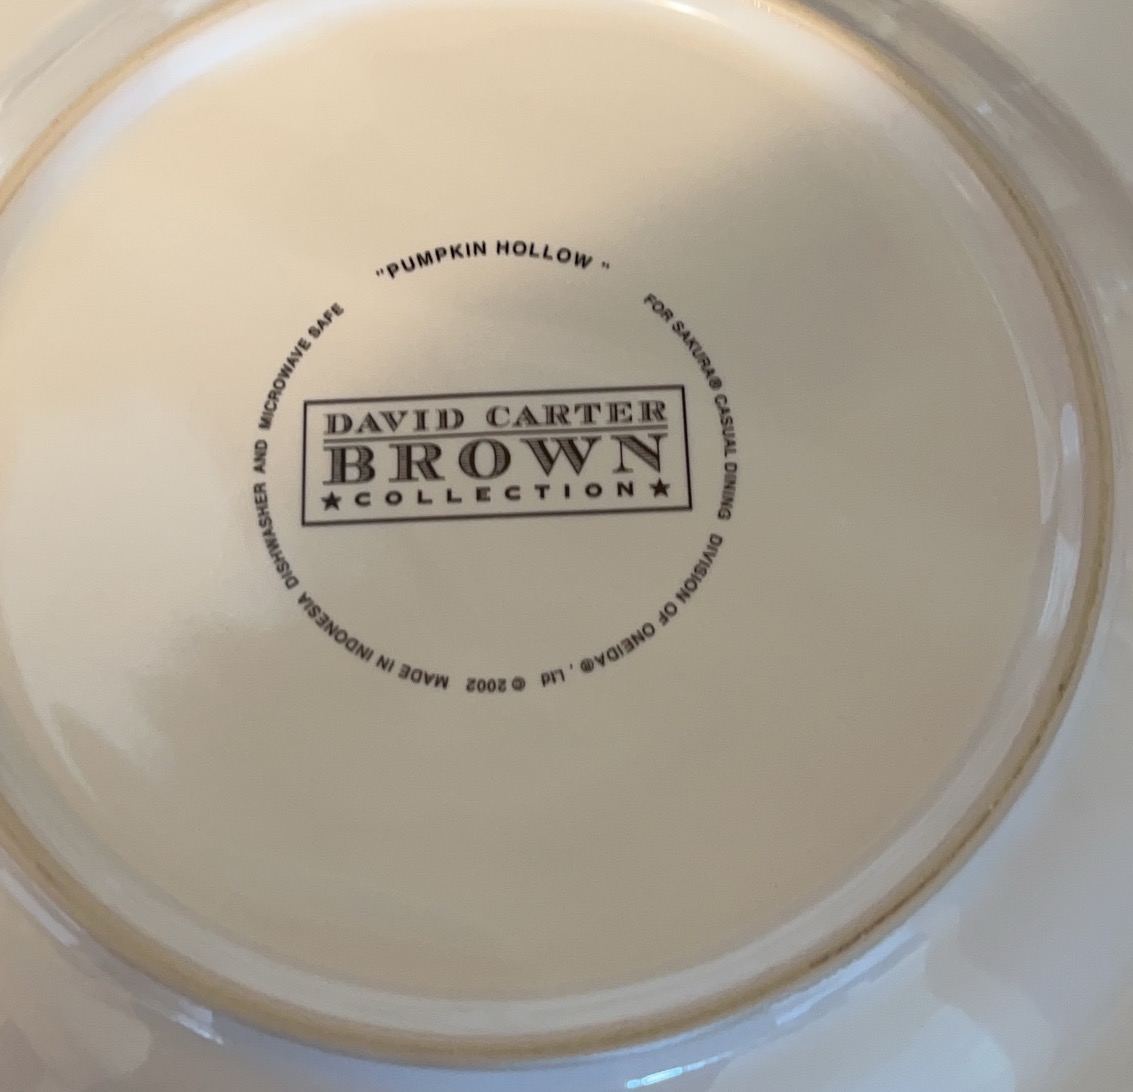 "PUMPKIN HOLLOW "
FOR SAKURA® CASUAL DINING DIVISION OF ONEIDA® , Ltd © 2002 MADE IN INDONESIA DISHWASHER AND MICROWAVE SAFE
DAVID CARTER
BROWN
★COLLECTION★